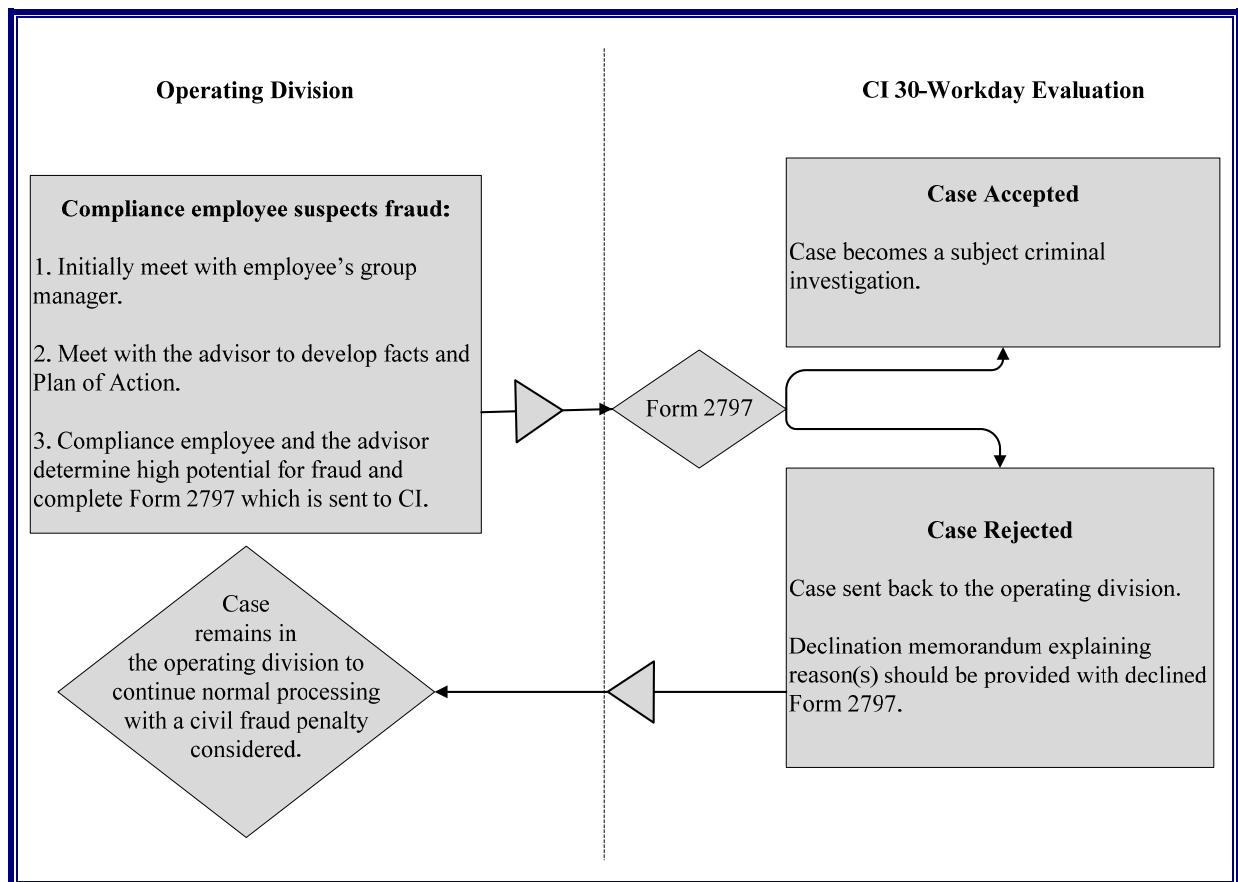 Operating Division
CI 30-Workday Evaluation
Compliance employee suspects fraud:
1. Initially meet with employee's group
manager.
2. Meet with the advisor to develop facts and
Plan of Action.
3. Compliance employee and the advisor
determine high potential for fraud and
complete Form 2797 which is sent to CI.
Form 2797
Case Accepted
Case becomes a subject criminal
investigation.
Case Rejected
Case sent back to the operating division.
Declination memorandum explaining
reason(s) should be provided with declined
Form 2797.
Case
remains in
the operating division to
continue normal processing
with a civil fraud penalty
considered.